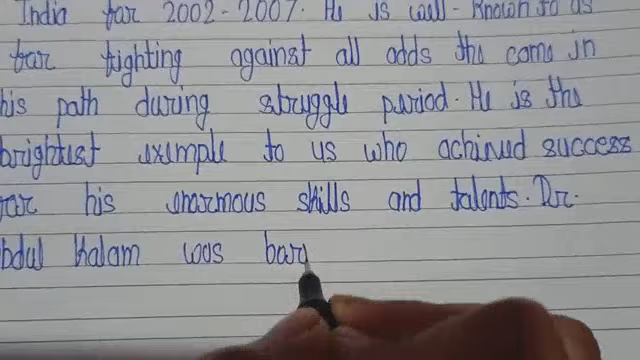 India for 2002-2007. He is well-known to as
for fighting against all odds the come in
his path during struggle period. He is the
brightest exemple to us who achived success
for his enormous skills and talents. Dr.
bdul Kalam was bor